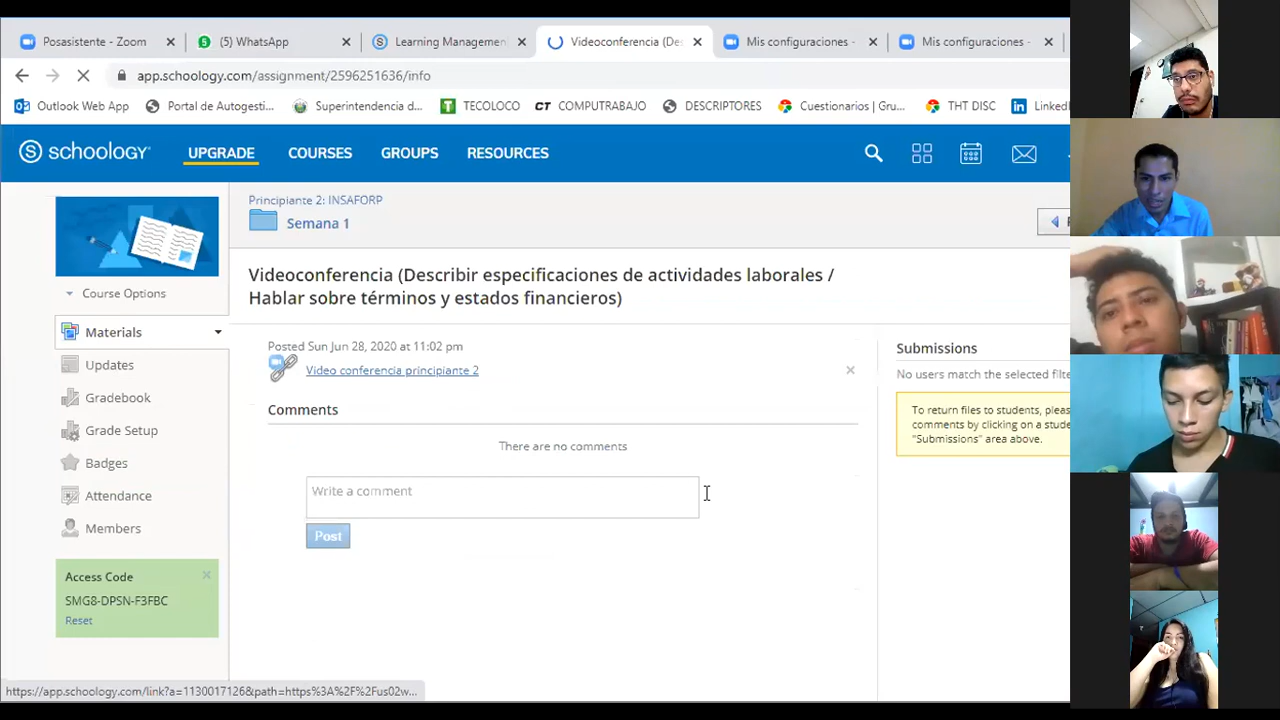 Posasistente - Zoom
(5) WhatsApp
Learning Managemen
Videoconferencia (De
Mis configuraciones -
Mis configuraciones -
app.schoology.com/assignment/2596251636/info
Outlook Web App
Portal de Autogesti...
Superintendencia d...
TECOLOCO
CT COMPUTRABAJO
DESCRIPTORES
Cuestionarios | Gru...
THT DISC
LinkedI
S schoology
UPGRADE
COURSES
GROUPS
RESOURCES
Principiante 2: INSAFORP
Semana 1
Videoconferencia (Describir especificaciones de actividades laborales /
Hablar sobre términos y estados financieros)
Course Options
Materials
Updates
Gradebook
Grade Setup
Badges
Attendance
Members
Access Code
SMG8-DPSN-F3FBC
Reset
Posted Sun Jun 28, 2020 at 11:02 pm
Video conferencia principiante 2
Comments
There are no comments
Write a comment
Post
Submissions
No users match the selected filte
To return files to students, plea
comments by clicking on a stude
"Submissions" area above.
https://app.schoology.com/link?a=1130017126&path=https%3A%2F%2Fus02w...